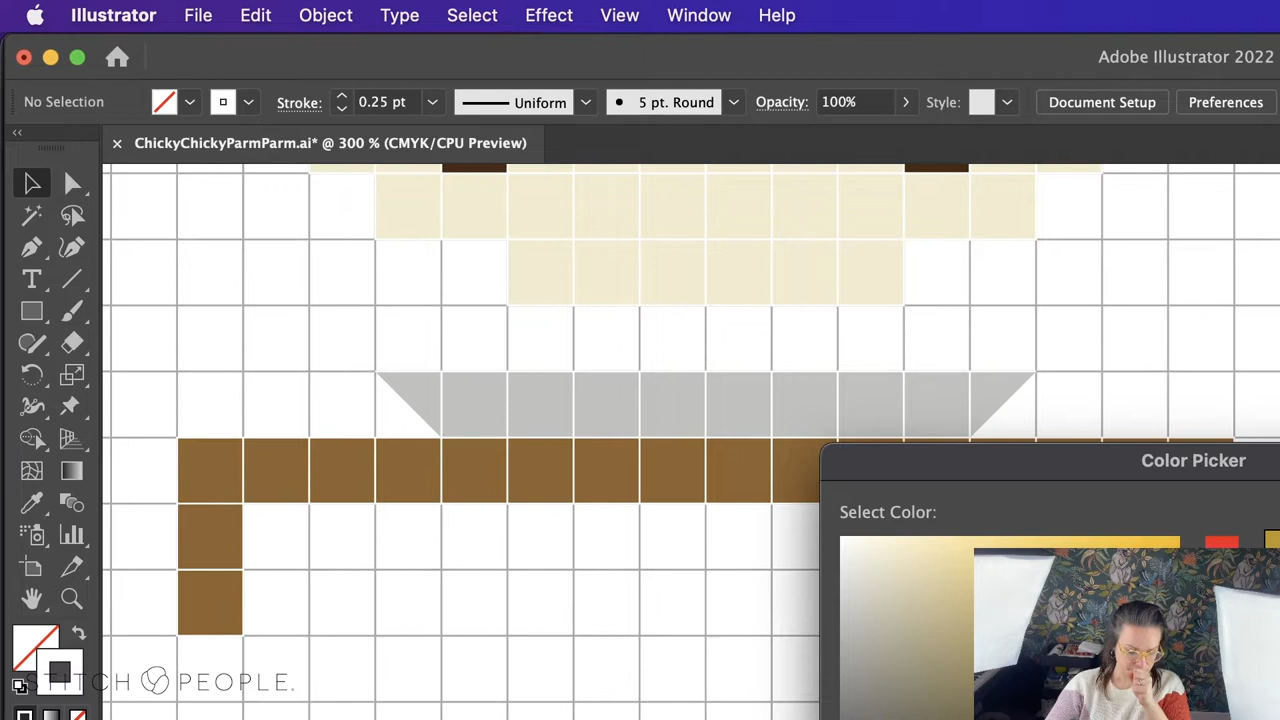 Illustrator File Edit Object Type Select Effect View Window Help
Adobe Illustrator 2022
No Selection Stroke: 0.25 pt Uniform 5 pt. Round Opacity: 100% Style: Document Setup Preferences
ChickyChickyParmParm.ai* @ 300 % (CMYK/CPU Preview)
Color Picker
Select Color:
STITCH PEOPLE.